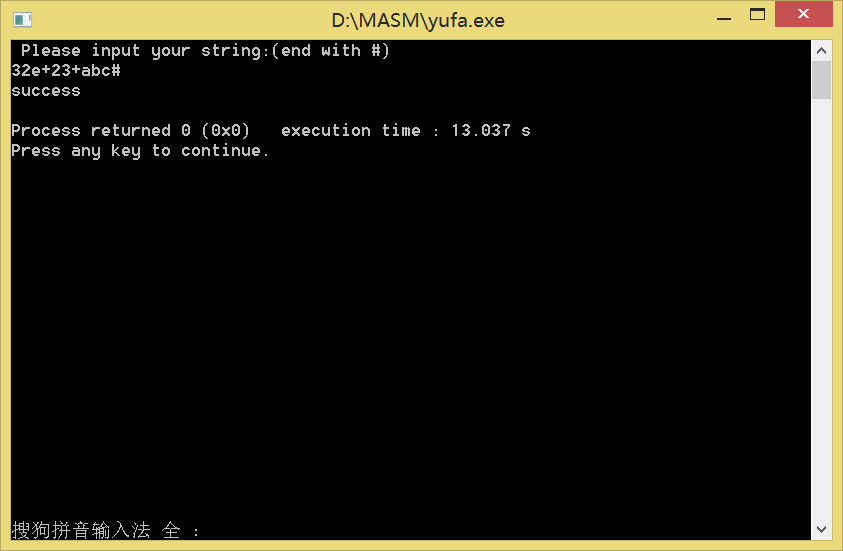 D:\MASM\yufa.exe
Please input your string:(end with #)
32e+23+abc#
success
Process returned 0 (0x0)   execution time : 13.037 s
Press any key to continue.
搜狗拼音输入法 全 :